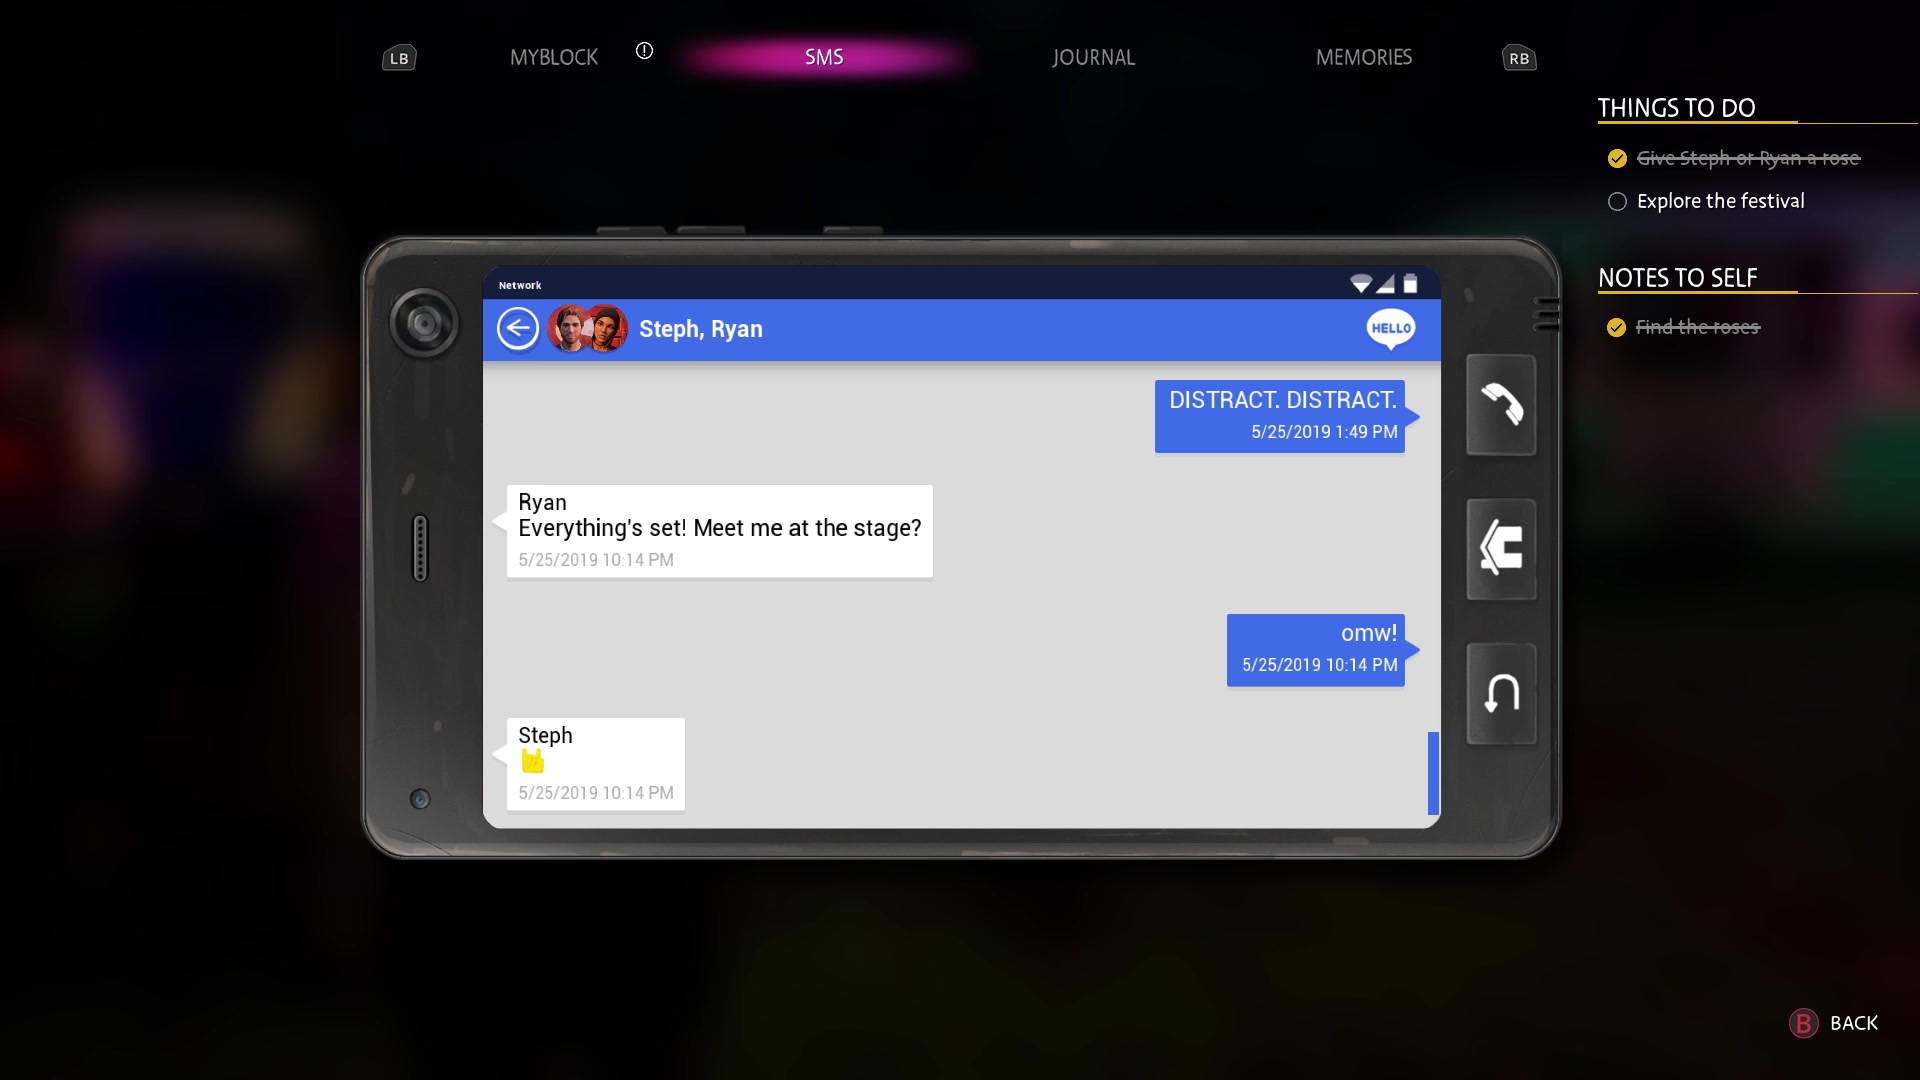 LB
MYBLOCK
SMS
JOURNAL
MEMORIES
RB
THINGS TO DO
Give Steph or Ryan a rose
Explore the festival
NOTES TO SELF
Find the roses
Network
Steph, Ryan
HELLO
DISTRACT. DISTRACT.
5/25/2019 1:49 PM
Ryan
Everything's set! Meet me at the stage?
5/25/2019 10:14 PM
omw!
5/25/2019 10:14 PM
Steph
5/25/2019 10:14 PM
B BACK